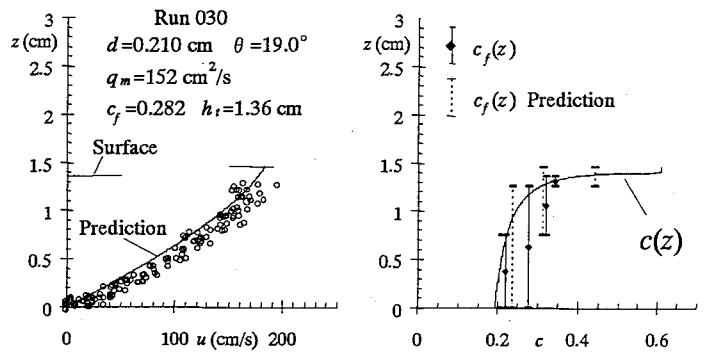 Run 030
z (cm)
d=0.210 cm θ=19.0°
q_m=152 cm²/s
c_f=0.282 h_t=1.36 cm
Surface
Prediction
3
2.5
2
1.5
1
0.5
0
0 100 u (cm/s) 200
z (cm)
c_f(z)
c_f(z) Prediction
c(z)
3
2.5
2
1.5
1
0.5
0
0 0.2 c 0.4 0.6